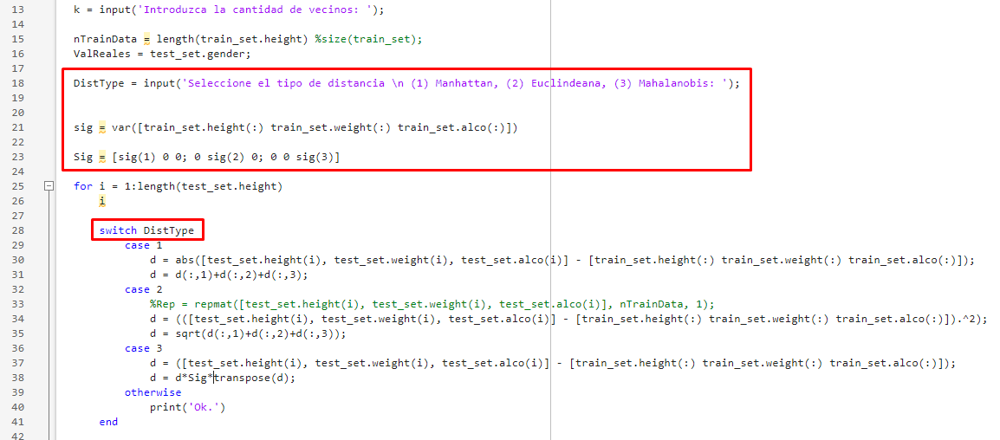 13 k = input('Introduzca la cantidad de vecinos: ');
14
15 nTrainData = length(train_set.height) %size(train_set);
16 ValReales = test_set.gender;
17
18 DistType = input('Seleccione el tipo de distancia \n (1) Manhattan, (2) Euclindeana, (3) Mahalanobis: ');
19
20
21 sig = var([train_set.height(:) train_set.weight(:) train_set.alco(:)])
22
23 Sig = [sig(1) 0 0; 0 sig(2) 0; 0 0 sig(3)]
24
25 for i = 1:length(test_set.height)
26 i
27
28 switch DistType
29 case 1
30 d = abs([test_set.height(i), test_set.weight(i), test_set.alco(i)] - [train_set.height(:) train_set.weight(:) train_set.alco(:)]);
31 d = d(:,1)+d(:,2)+d(:,3);
32 case 2
33 %Rep = repmat([test_set.height(i), test_set.weight(i), test_set.alco(i)], nTrainData, 1);
34 d = (([test_set.height(i), test_set.weight(i), test_set.alco(i)] - [train_set.height(:) train_set.weight(:) train_set.alco(:)]).^2);
35 d = sqrt(d(:,1)+d(:,2)+d(:,3));
36 case 3
37 d = ([test_set.height(i), test_set.weight(i), test_set.alco(i)] - [train_set.height(:) train_set.weight(:) train_set.alco(:)]);
38 d = d*Sig*transpose(d);
39 otherwise
40 print('Ok.')
41 end
42